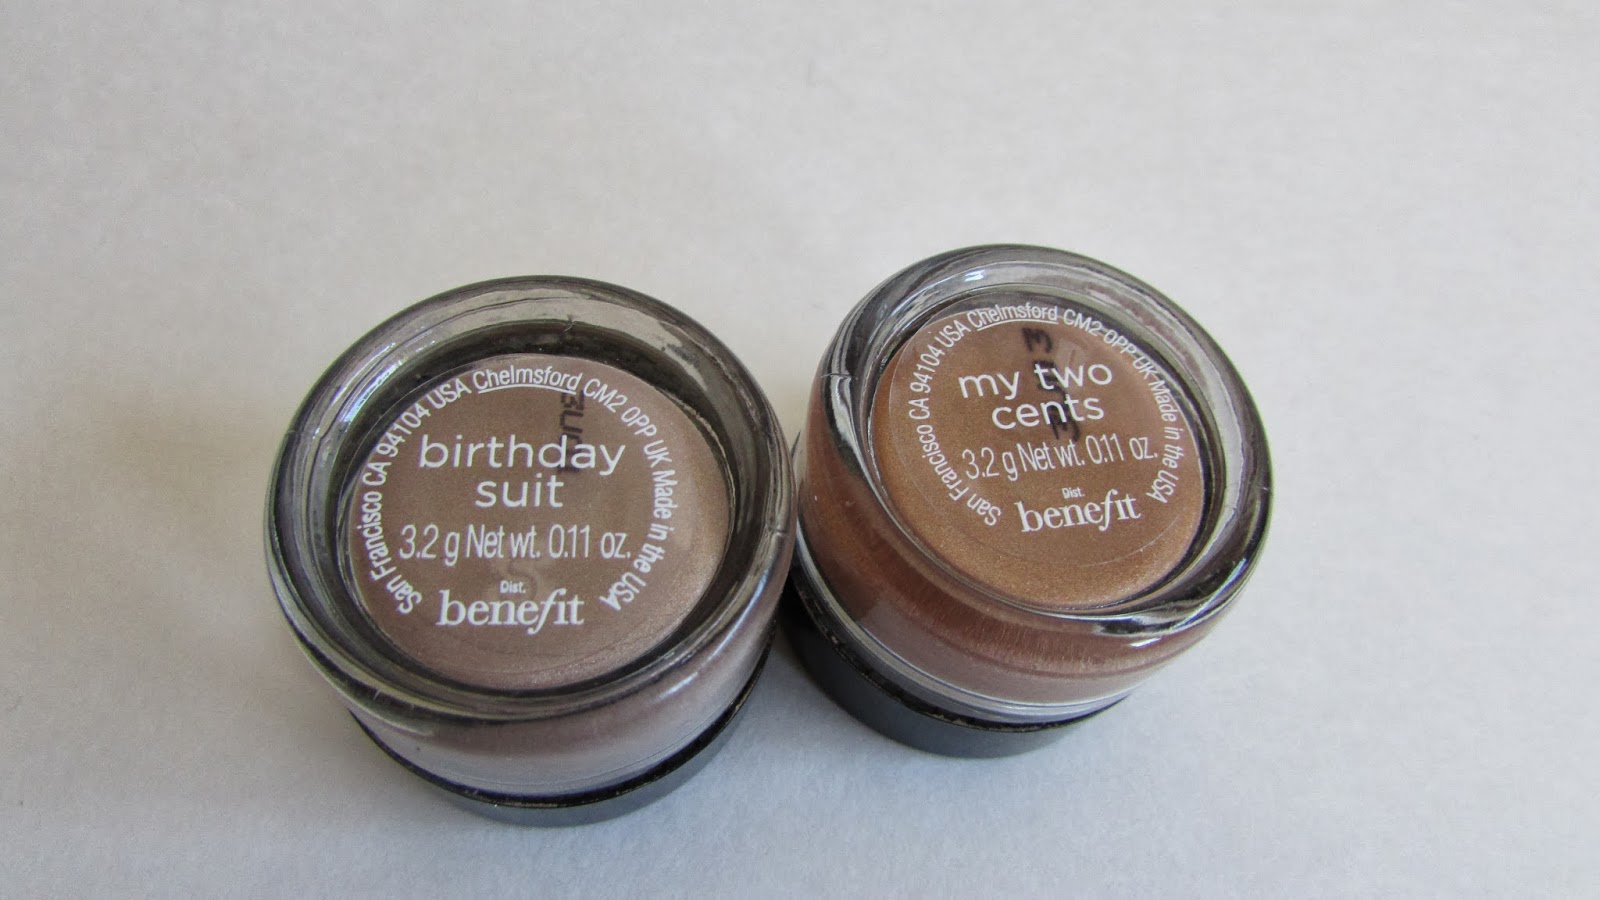 San Francisco CA 94104 USA Chelmsford CM2 0PP UK Made in the USA
birthday
suit
3.2 g Net wt. 0.11 oz.
Dist.
benefit
San Francisco CA 94104 USA Chelmsford CM2 0PP UK Made in the USA
my two
cents
3.2 g Net wt. 0.11 oz.
Dist.
benefit